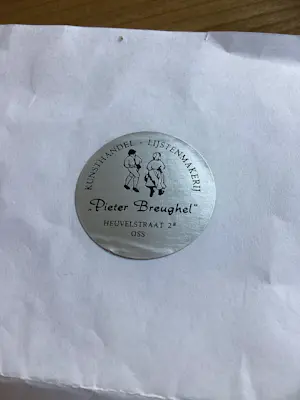 KUNSTHANDEL - LIJSTENMAKERIJ
„Pieter Breughel"
HEUVELSTRAAT 2ª
OSS